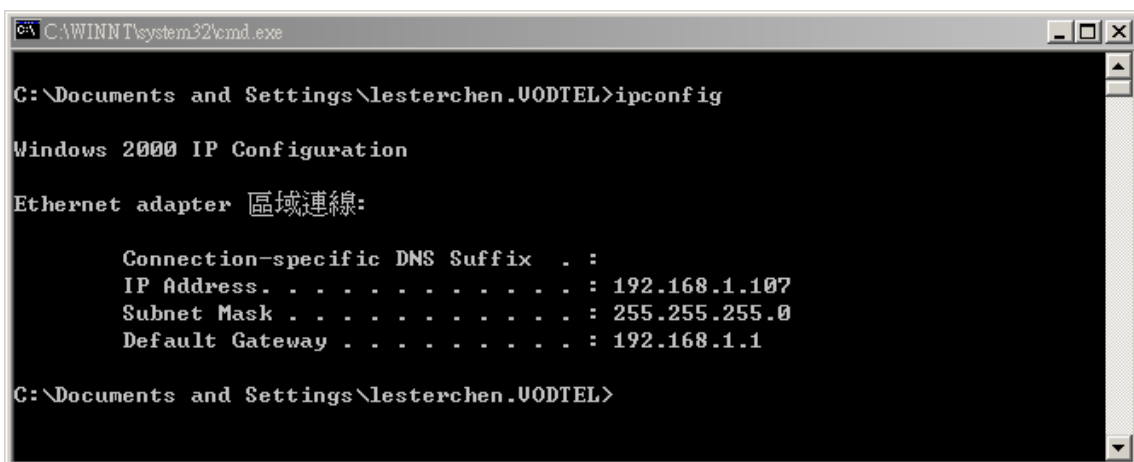 C:\WINNT\system32\cmd.exe
C:\Documents and Settings\lesterchen.VODTEL>ipconfig
Windows 2000 IP Configuration
Ethernet adapter 區域連線:
Connection-specific DNS Suffix  . :
IP Address. . . . . . . . . . . . : 192.168.1.107
Subnet Mask . . . . . . . . . . . : 255.255.255.0
Default Gateway . . . . . . . . . : 192.168.1.1
C:\Documents and Settings\lesterchen.VODTEL>